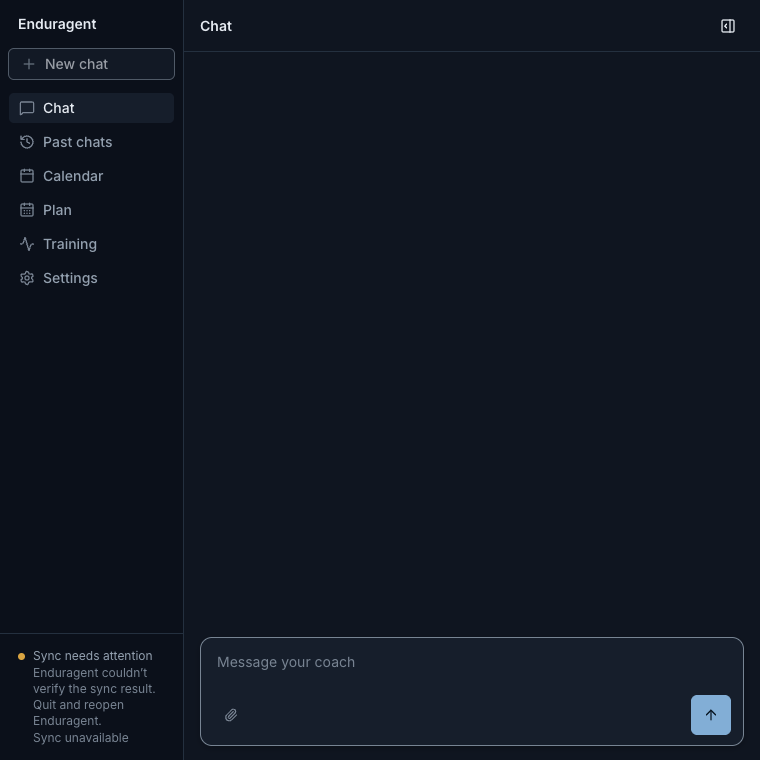 Enduragent
New chat
Chat
Past chats
Calendar
Plan
Training
Settings
Sync needs attention
Enduragent couldn't
verify the sync result.
Quit and reopen
Enduragent.
Sync unavailable
Chat
Message your coach